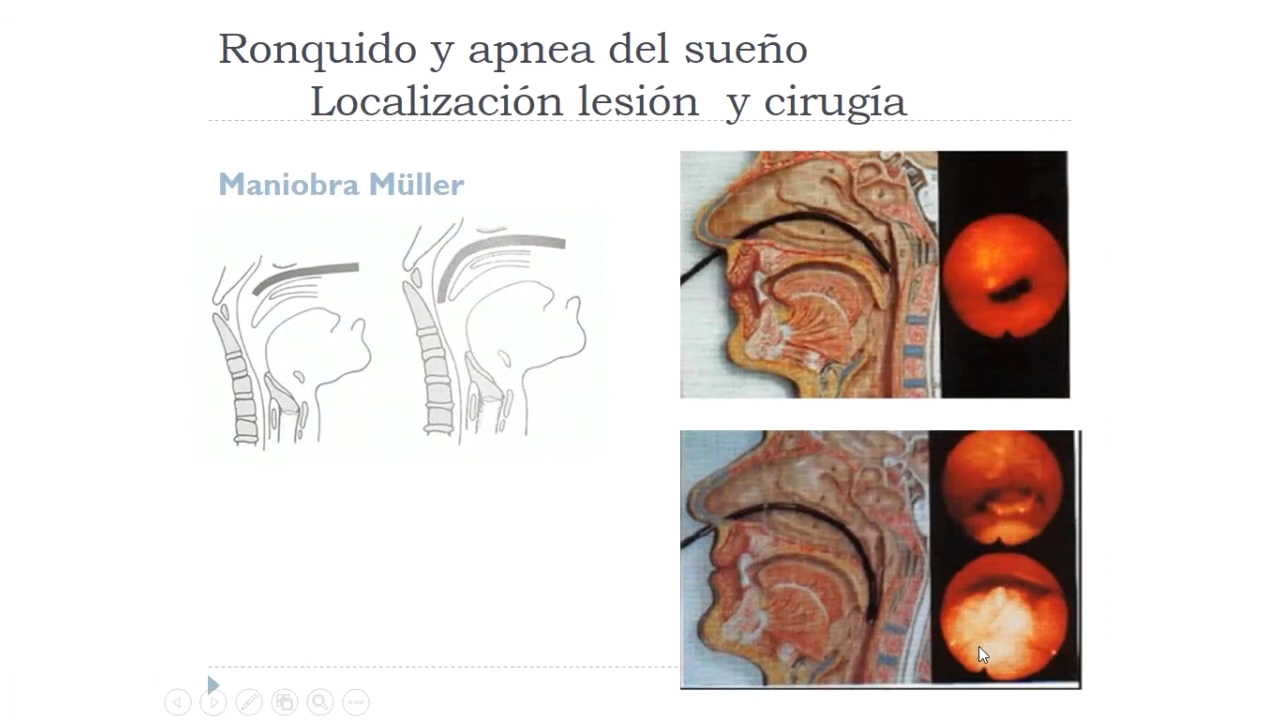 Ronquido y apnea del sueño
Localización lesión y cirugía
Maniobra Müller